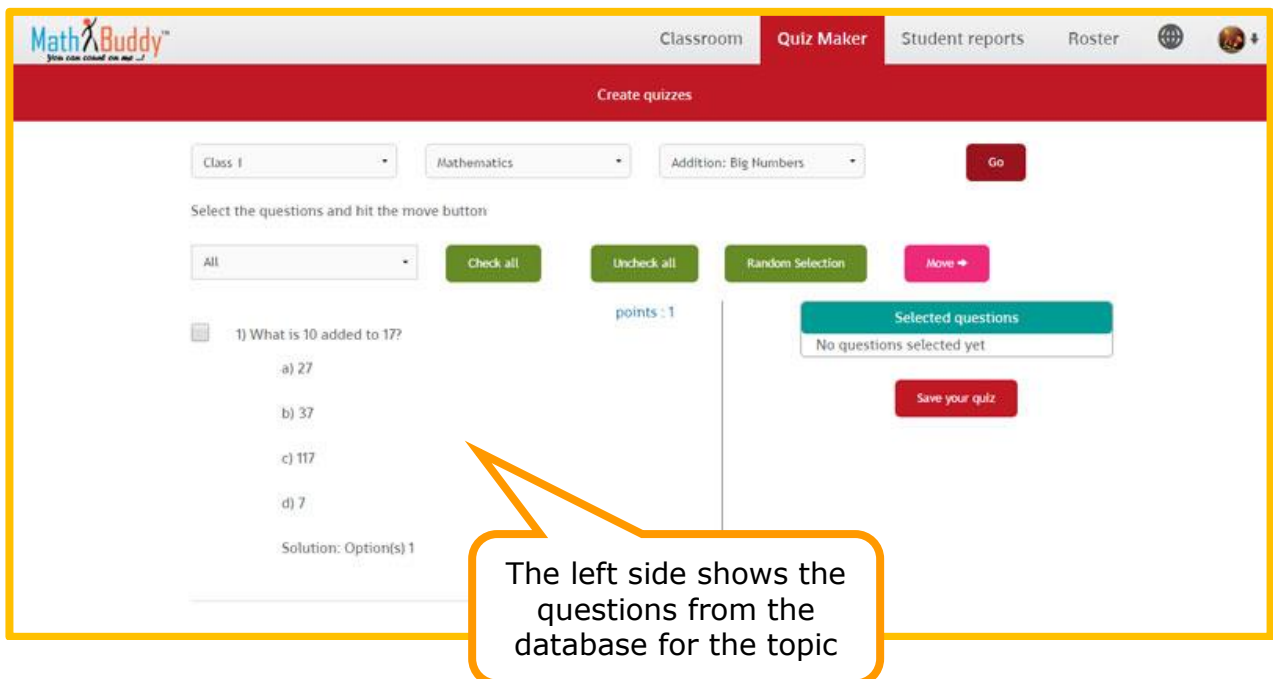 MathBuddy™
You can count on me ..!
Classroom Quiz Maker Student reports Roster
Create quizzes
Class 1 Mathematics Addition: Big Numbers Go
Select the questions and hit the move button
All Check all Uncheck all Random Selection Move
points : 1
1) What is 10 added to 17?
a) 27
b) 37
c) 117
d) 7
Solution: Option(s) 1
Selected questions
No questions selected yet
Save your quiz
The left side shows the
questions from the
database for the topic